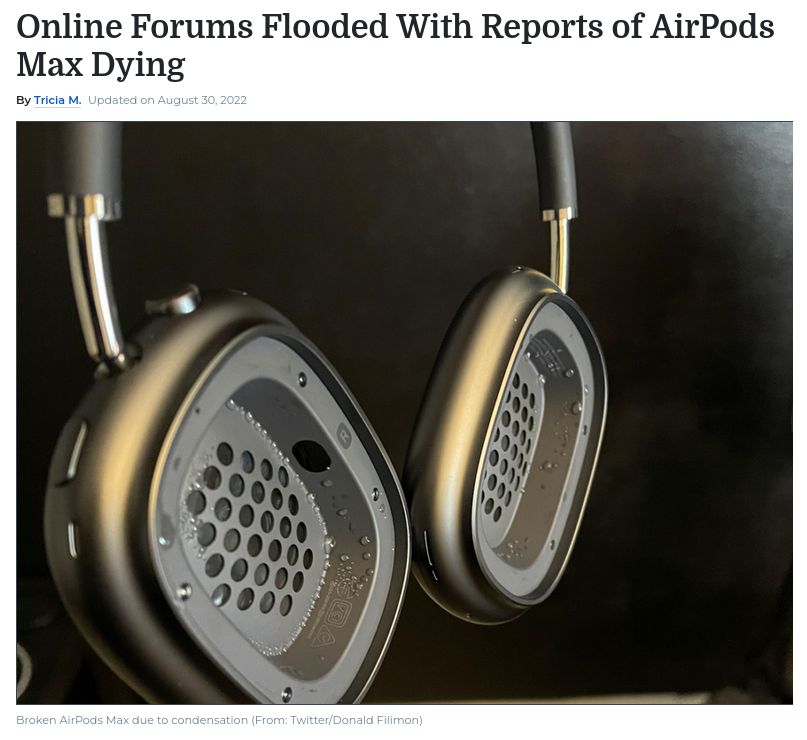 Online Forums Flooded With Reports of AirPods
Max Dying
By Tricia M. Updated on August 30, 2022
R
Broken AirPods Max due to condensation (From: Twitter/Donald Filimon)